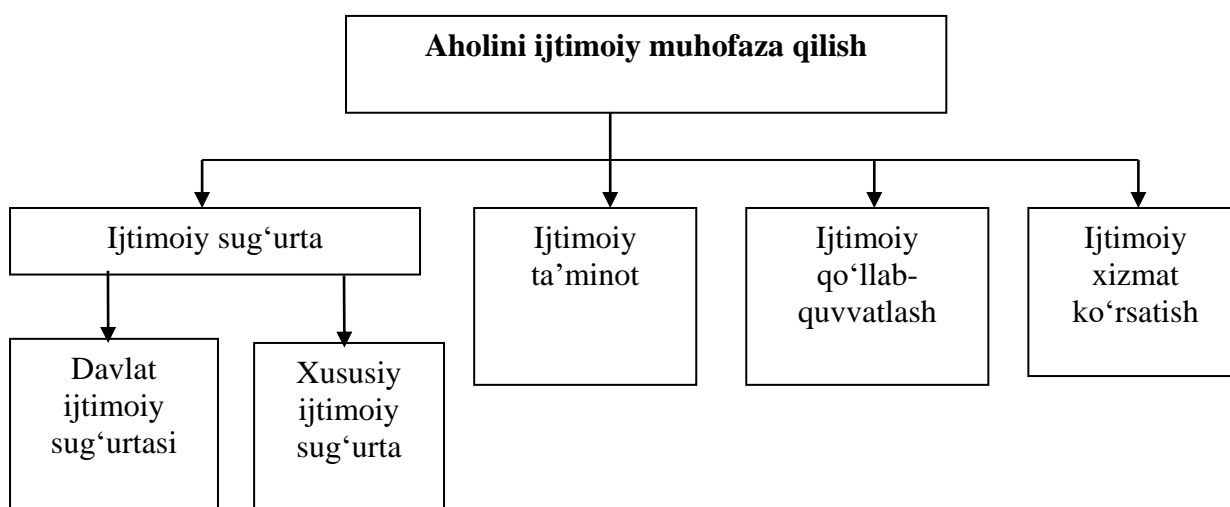 Aholini ijtimoiy muhofaza qilish
Ijtimoiy sug‘urta
Ijtimoiy
ta’minot
Ijtimoiy
qo‘llab-
quvvatlash
Ijtimoiy
xizmat
ko‘rsatish
Davlat
ijtimoiy
sug‘urtasi
Xususiy
ijtimoiy
sug‘urta